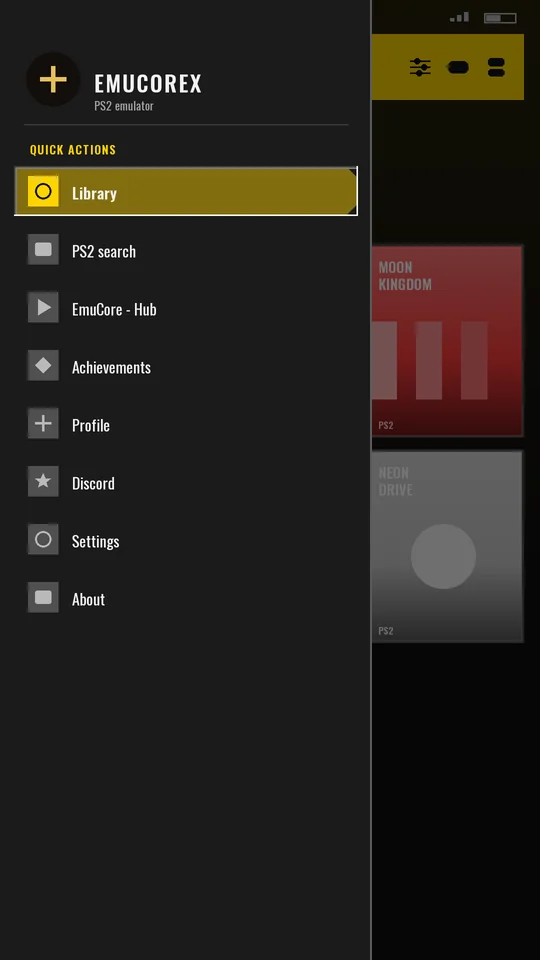 EMUCOREX
PS2 emulator
QUICK ACTIONS
Library
PS2 search
EmuCore - Hub
Achievements
Profile
Discord
Settings
About
MOON
KINGDOM
PS2
NEON
DRIVE
PS2